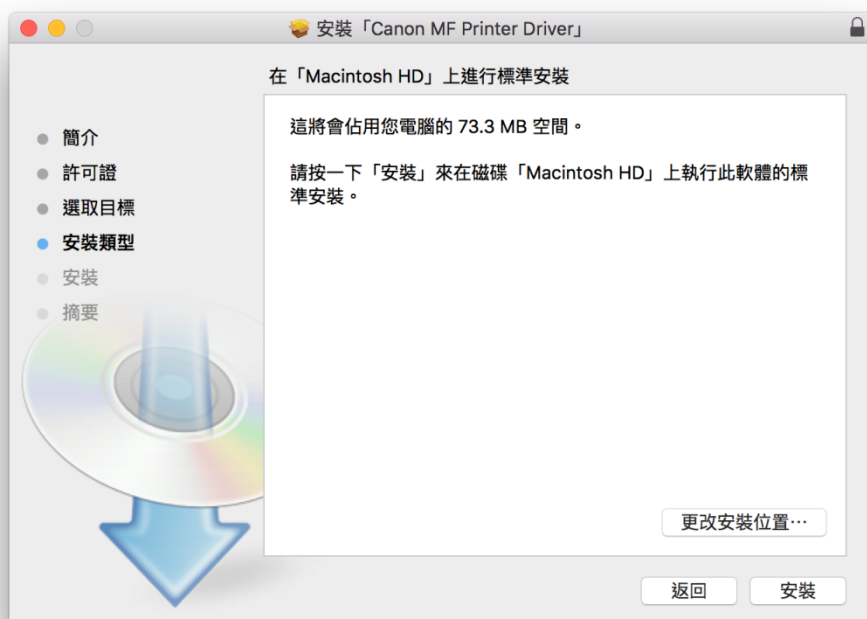 安裝「Canon MF Printer Driver」
在「Macintosh HD」上進行標準安裝
簡介
許可證
選取目標
安裝類型
安裝
摘要
這將會佔用您電腦的 73.3 MB 空間。
請按一下「安裝」來在磁碟「Macintosh HD」上執行此軟體的標
準安裝。
更改安裝位置⋯
返回
安裝